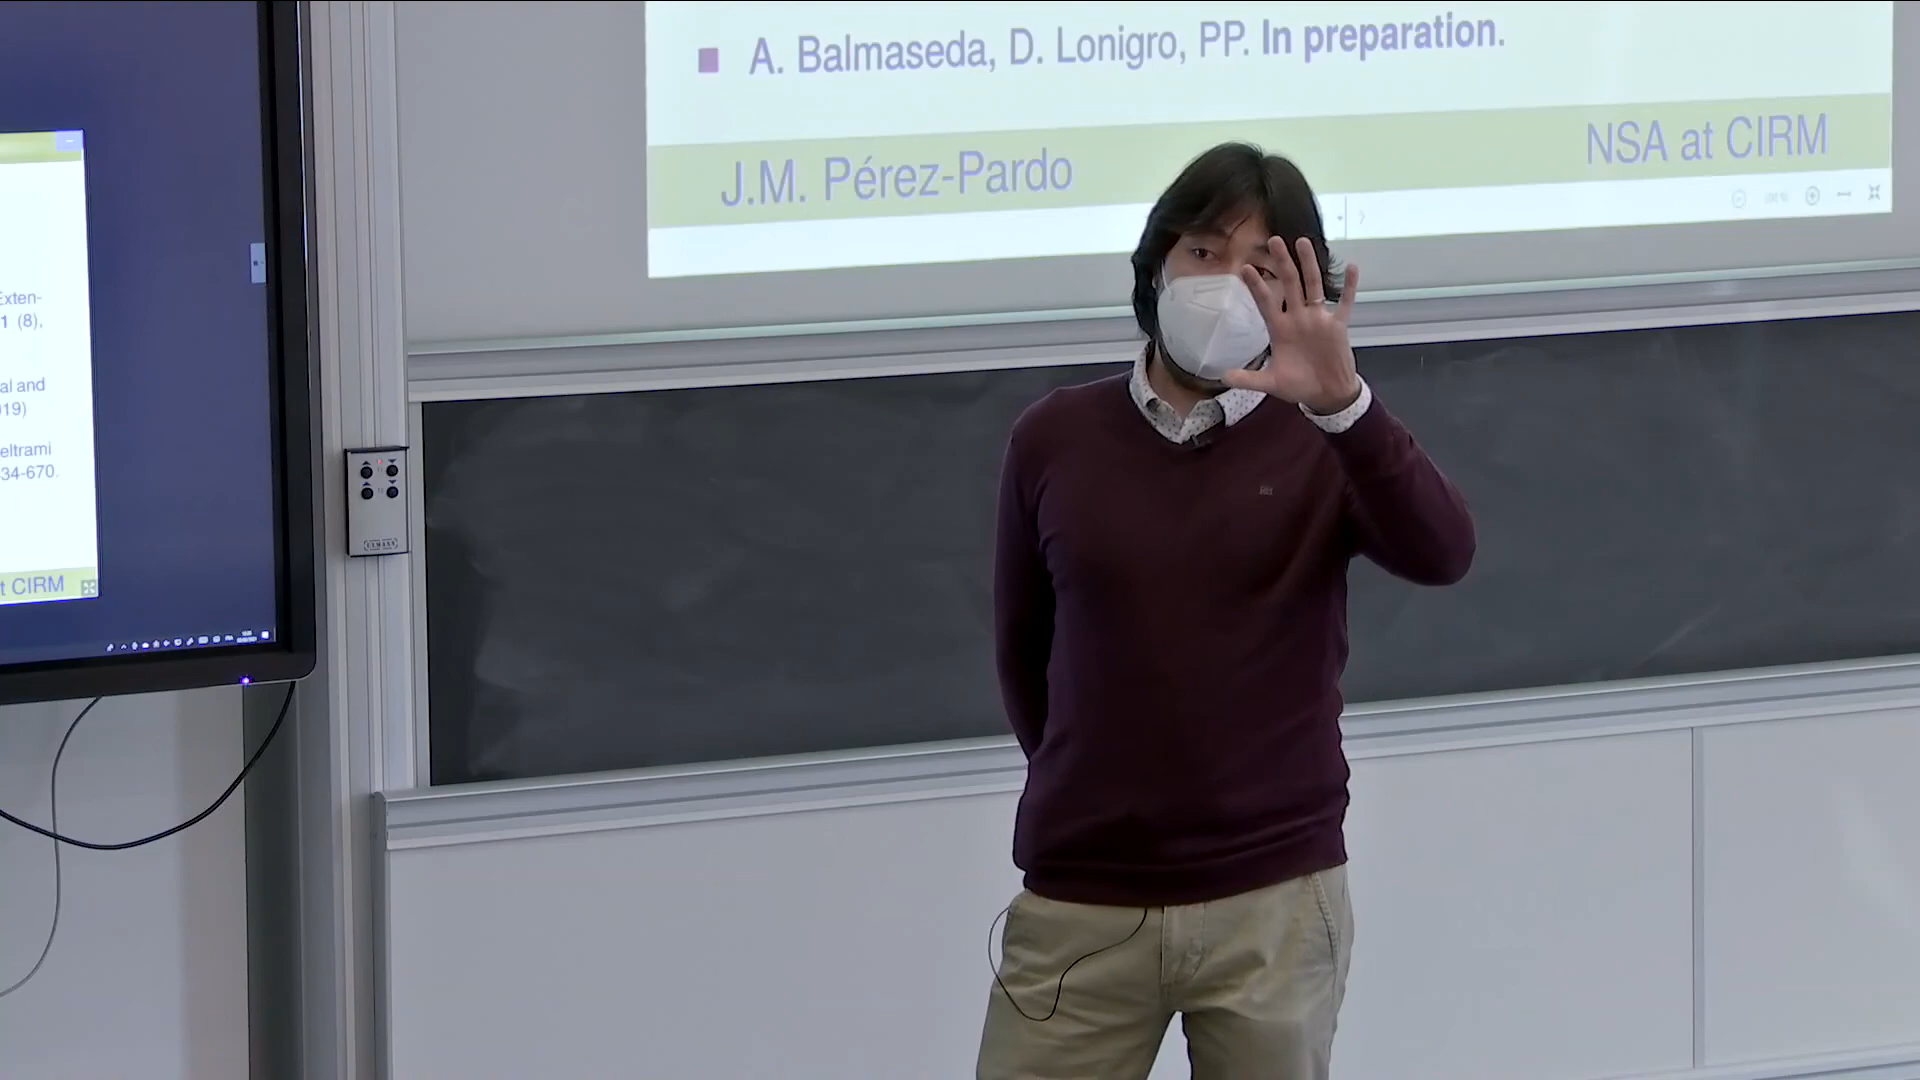 A. Balmaseda, D. Lonigro, PP. In preparation.
J.M. Pérez-Pardo
NSA at CIRM
Exten-
1 (8),
al and
19)
eltrami
34-670.
t CIRM